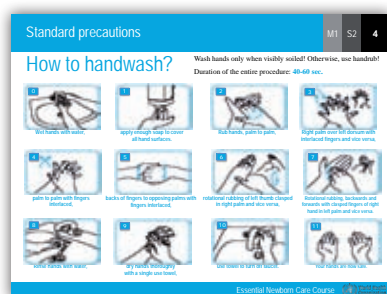 Standard precautions
M1 S2 4
How to handwash?
Wash hands only when visibly soiled! Otherwise, use handrub!
Duration of the entire procedure: 40-60 sec.
0
Wet hands with water,
1
apply enough soap to cover
all hand surfaces.
2
Rub hands, palm to palm,
3
Right palm over left dorsum with
interlaced fingers and vice versa,
4
palm to palm with fingers
interlaced,
5
backs of fingers to opposing palms with
fingers interlaced,
6
rotational rubbing of left thumb clasped
in right palm and vice versa,
7
Rotational rubbing, backwards and
forwards with clasped fingers of right
hand in left palm and vice versa.
8
Rinse hands with water.
9
dry hands thoroughly
with a single use towel,
10
use towel to turn off faucet.
11
Your hands are now safe.
Essential Newborn Care Course